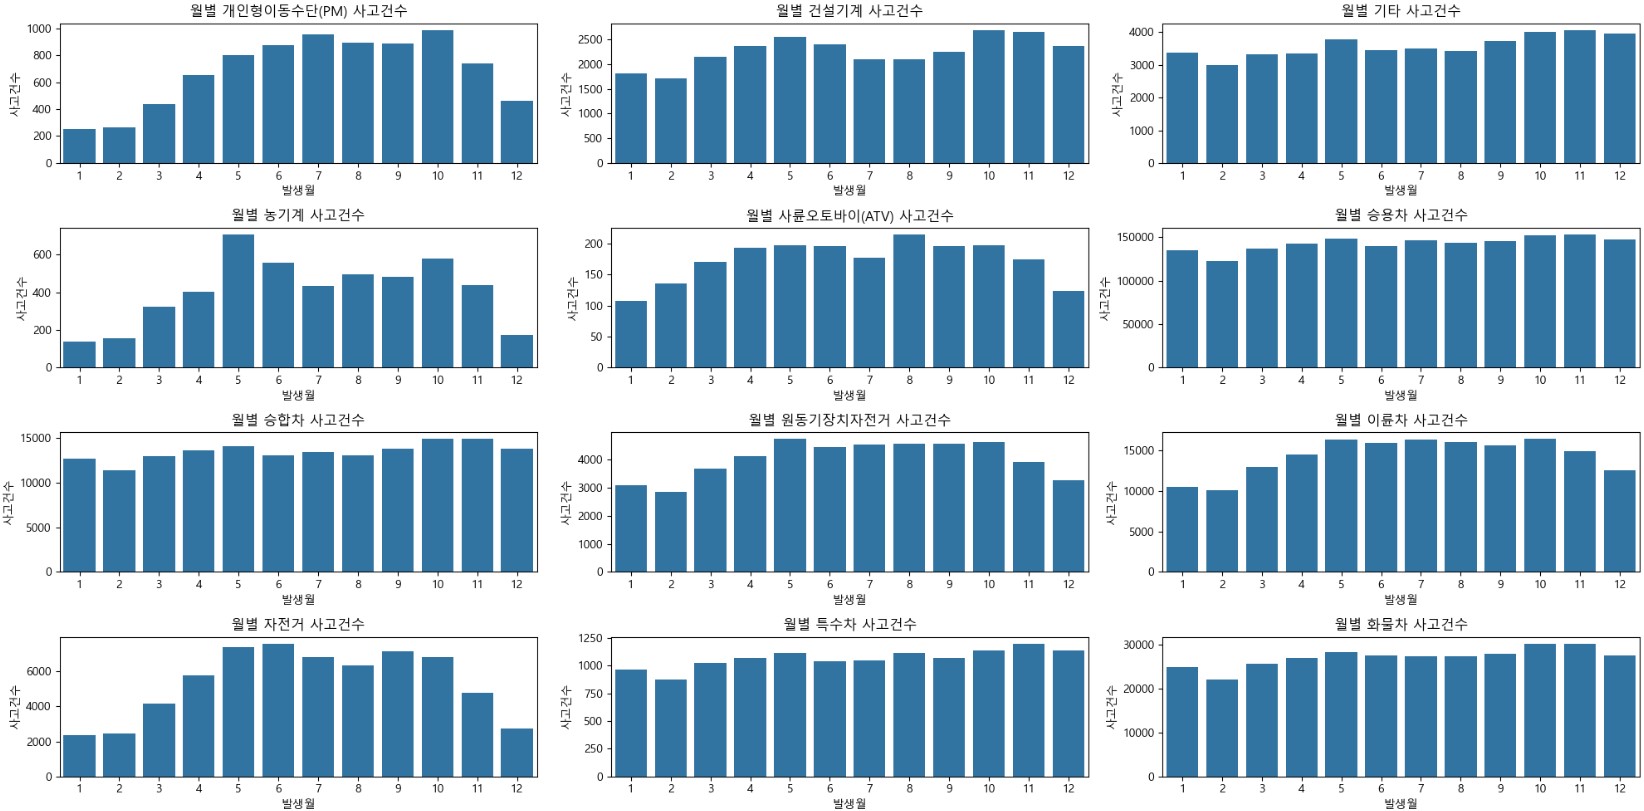 월별 개인형이동수단(PM) 사고건수
사고건수
1000
800
600
400
200
0
1 2 3 4 5 6 7 8 9 10 11 12
발생월
월별 건설기계 사고건수
사고건수
2500
2000
1500
1000
500
0
1 2 3 4 5 6 7 8 9 10 11 12
발생월
월별 기타 사고건수
사고건수
4000
3000
2000
1000
0
1 2 3 4 5 6 7 8 9 10 11 12
발생월
월별 농기계 사고건수
사고건수
600
400
200
0
1 2 3 4 5 6 7 8 9 10 11 12
발생월
월별 사륜오토바이(ATV) 사고건수
사고건수
200
150
100
50
0
1 2 3 4 5 6 7 8 9 10 11 12
발생월
월별 승용차 사고건수
사고건수
150000
100000
50000
0
1 2 3 4 5 6 7 8 9 10 11 12
발생월
월별 승합차 사고건수
사고건수
15000
10000
5000
0
1 2 3 4 5 6 7 8 9 10 11 12
발생월
월별 원동기장치자전거 사고건수
사고건수
4000
3000
2000
1000
0
1 2 3 4 5 6 7 8 9 10 11 12
발생월
월별 이륜차 사고건수
사고건수
15000
10000
5000
0
1 2 3 4 5 6 7 8 9 10 11 12
발생월
월별 자전거 사고건수
사고건수
6000
4000
2000
0
1 2 3 4 5 6 7 8 9 10 11 12
발생월
월별 특수차 사고건수
사고건수
1250
1000
750
500
250
0
1 2 3 4 5 6 7 8 9 10 11 12
발생월
월별 화물차 사고건수
사고건수
30000
20000
10000
0
1 2 3 4 5 6 7 8 9 10 11 12
발생월